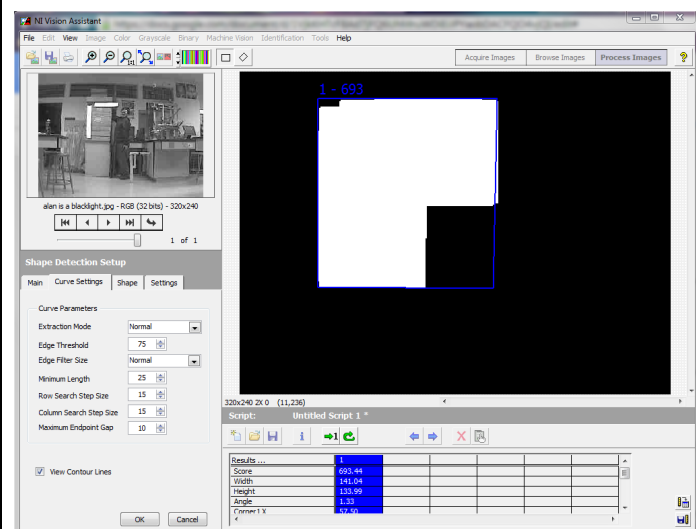 NI Vision Assistant
File Edit View Image Color Grayscale Binary Machine Vision Identification Tools Help
Acquire Images Browse Images Process Images
1 - 693
alan is a blacklight.jpg - RGB (32 bits) - 320x240
1 of 1
Shape Detection Setup
Main Curve Settings Shape Settings
Curve Parameters
Extraction Mode Normal
Edge Threshold 75
Edge Filter Size Normal
Minimum Length 25
Row Search Step Size 15
Column Search Step Size 15
Maximum Endpoint Gap 10
View Contour Lines
OK Cancel
320x240 2X 0 (11,236)
Script: Untitled Script 1 *
Results ... 1
Score 693.44
Width 141.04
Height 133.99
Angle 1.33
Corner1 X 57.50